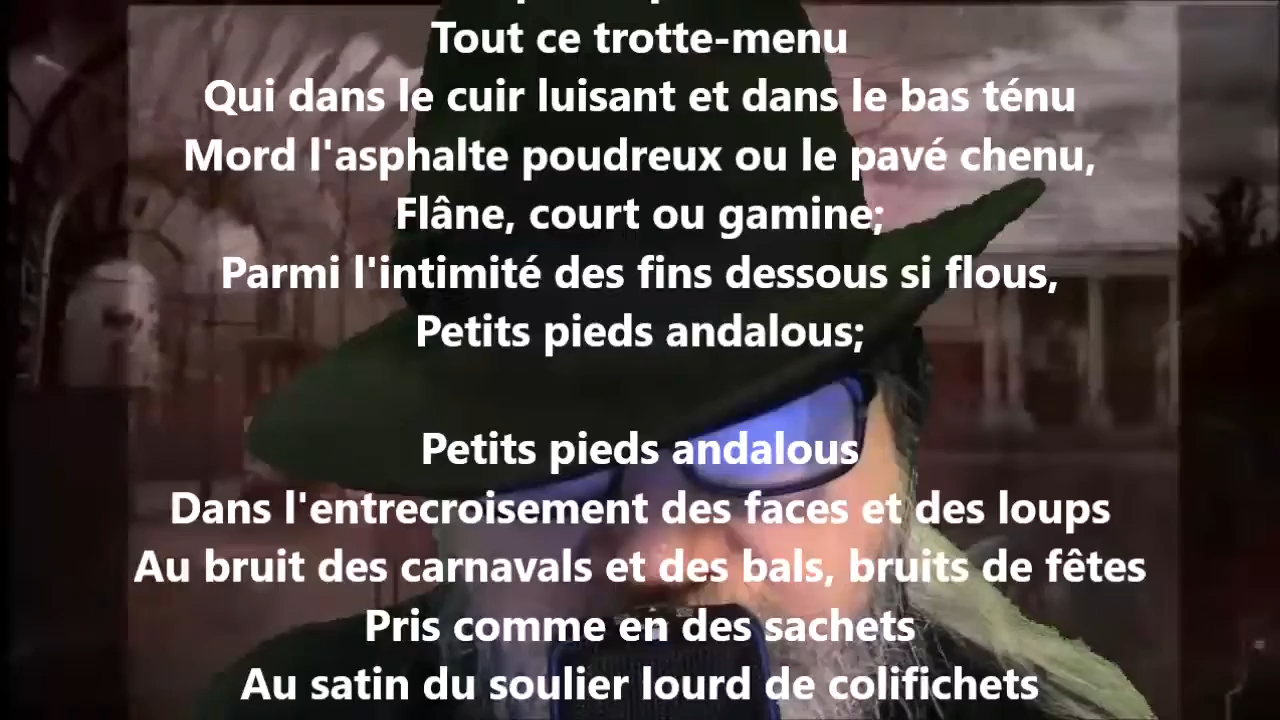 Tout ce trotte-menu
Qui dans le cuir luisant et dans le bas ténu
Mord l'asphalte poudreux ou le pavé chenu,
Flâne, court ou gamine;
Parmi l'intimité des fins dessous si flous,
Petits pieds andalous;
Petits pieds andalous
Dans l'entrecroisement des faces et des loups
Au bruit des carnavals et des bals, bruits de fêtes
Pris comme en des sachets
Au satin du soulier lourd de colifichets